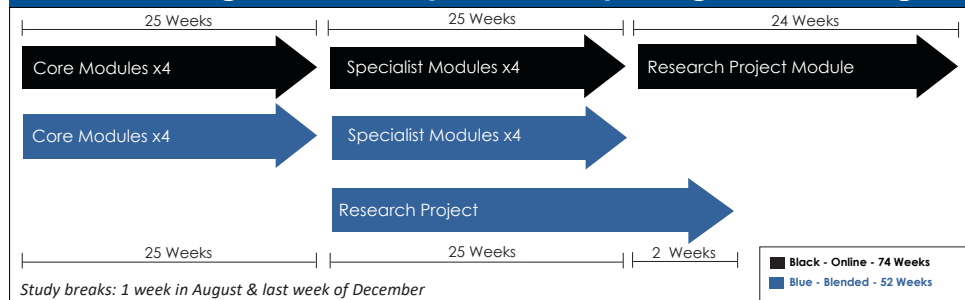 25 Weeks 25 Weeks 24 Weeks
Core Modules x4 Specialist Modules x4 Research Project Module
Core Modules x4 Specialist Modules x4
Research Project
25 Weeks 25 Weeks 2 Weeks
Black - Online - 74 Weeks
Blue - Blended - 52 Weeks
Study breaks: 1 week in August & last week of December